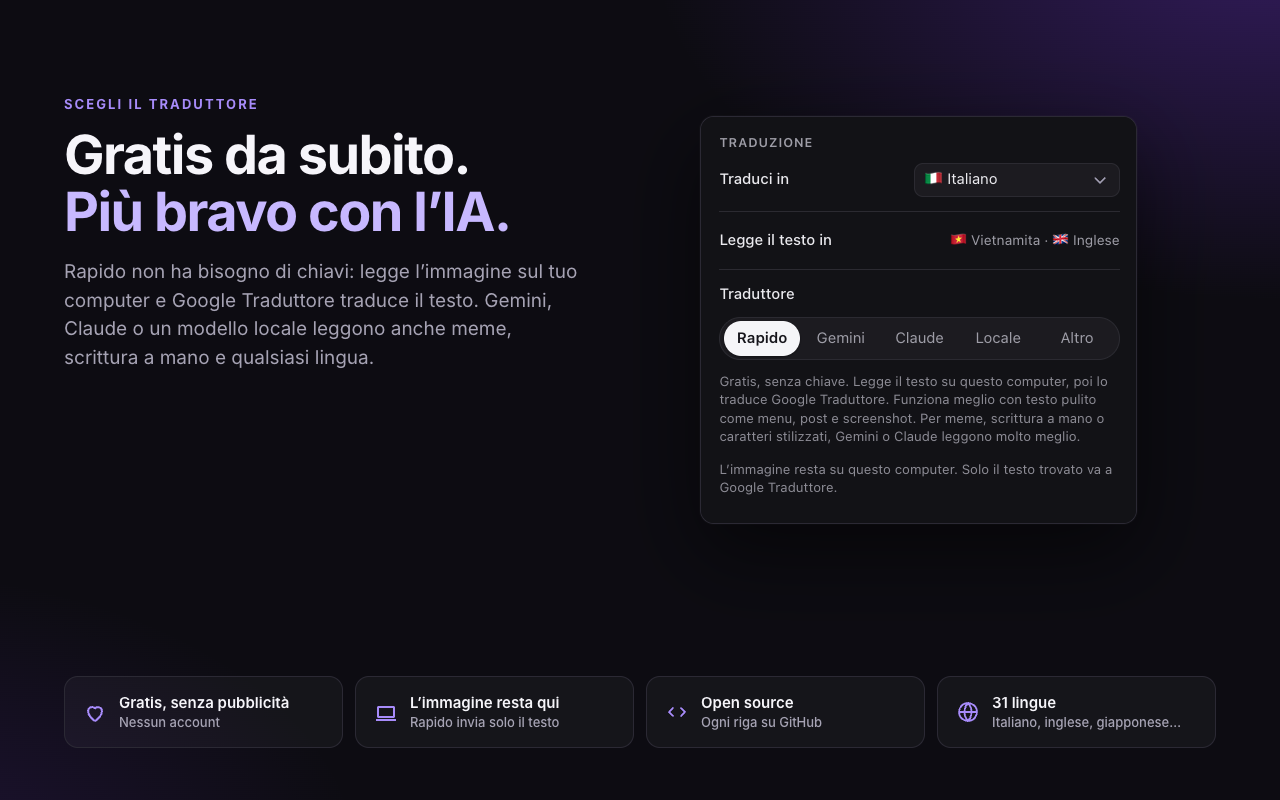 SCEGLI IL TRADUTTORE
Gratis da subito.
Più bravo con l’IA.
Rapido non ha bisogno di chiavi: legge l’immagine sul tuo
computer e Google Traduttore traduce il testo. Gemini,
Claude o un modello locale leggono anche meme,
scrittura a mano e qualsiasi lingua.
TRADUZIONE
Traduci in
Italiano
Legge il testo in
Vietnamita · Inglese
Traduttore
Rapido Gemini Claude Locale Altro
Gratis, senza chiave. Legge il testo su questo computer, poi lo
traduce Google Traduttore. Funziona meglio con testo pulito
come menu, post e screenshot. Per meme, scrittura a mano o
caratteri stilizzati, Gemini o Claude leggono molto meglio.
L’immagine resta su questo computer. Solo il testo trovato va a
Google Traduttore.
Gratis, senza pubblicità
Nessun account
L’immagine resta qui
Rapido invia solo il testo
Open source
Ogni riga su GitHub
31 lingue
Italiano, inglese, giapponese…